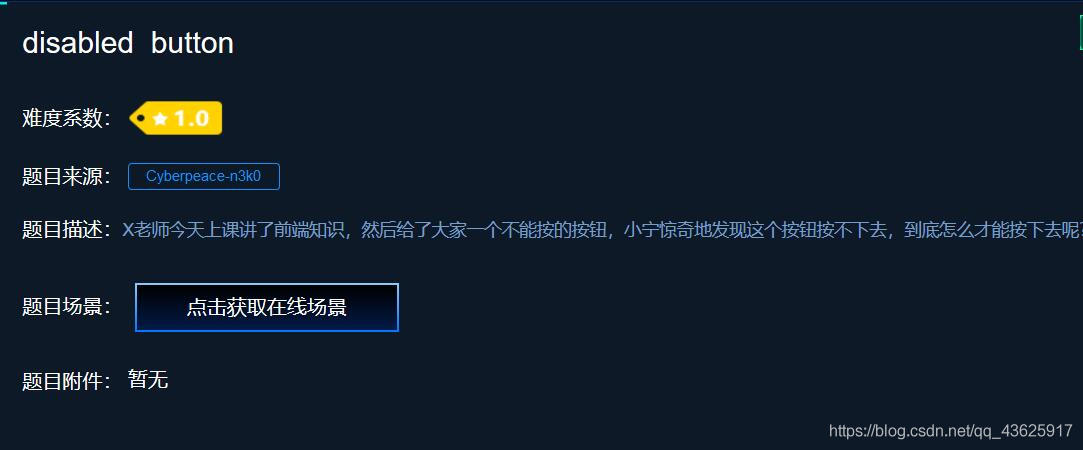 disabled button
难度系数： 1.0
题目来源： Cyberpeace-n3k0
题目描述：X老师今天上课讲了前端知识，然后给了大家一个不能按的按钮，小宁惊奇地发现这个按钮按不下去，到底怎么才能按下去呢？
题目场景： 点击获取在线场景
题目附件： 暂无
https://blog.csdn.net/qq_43625917